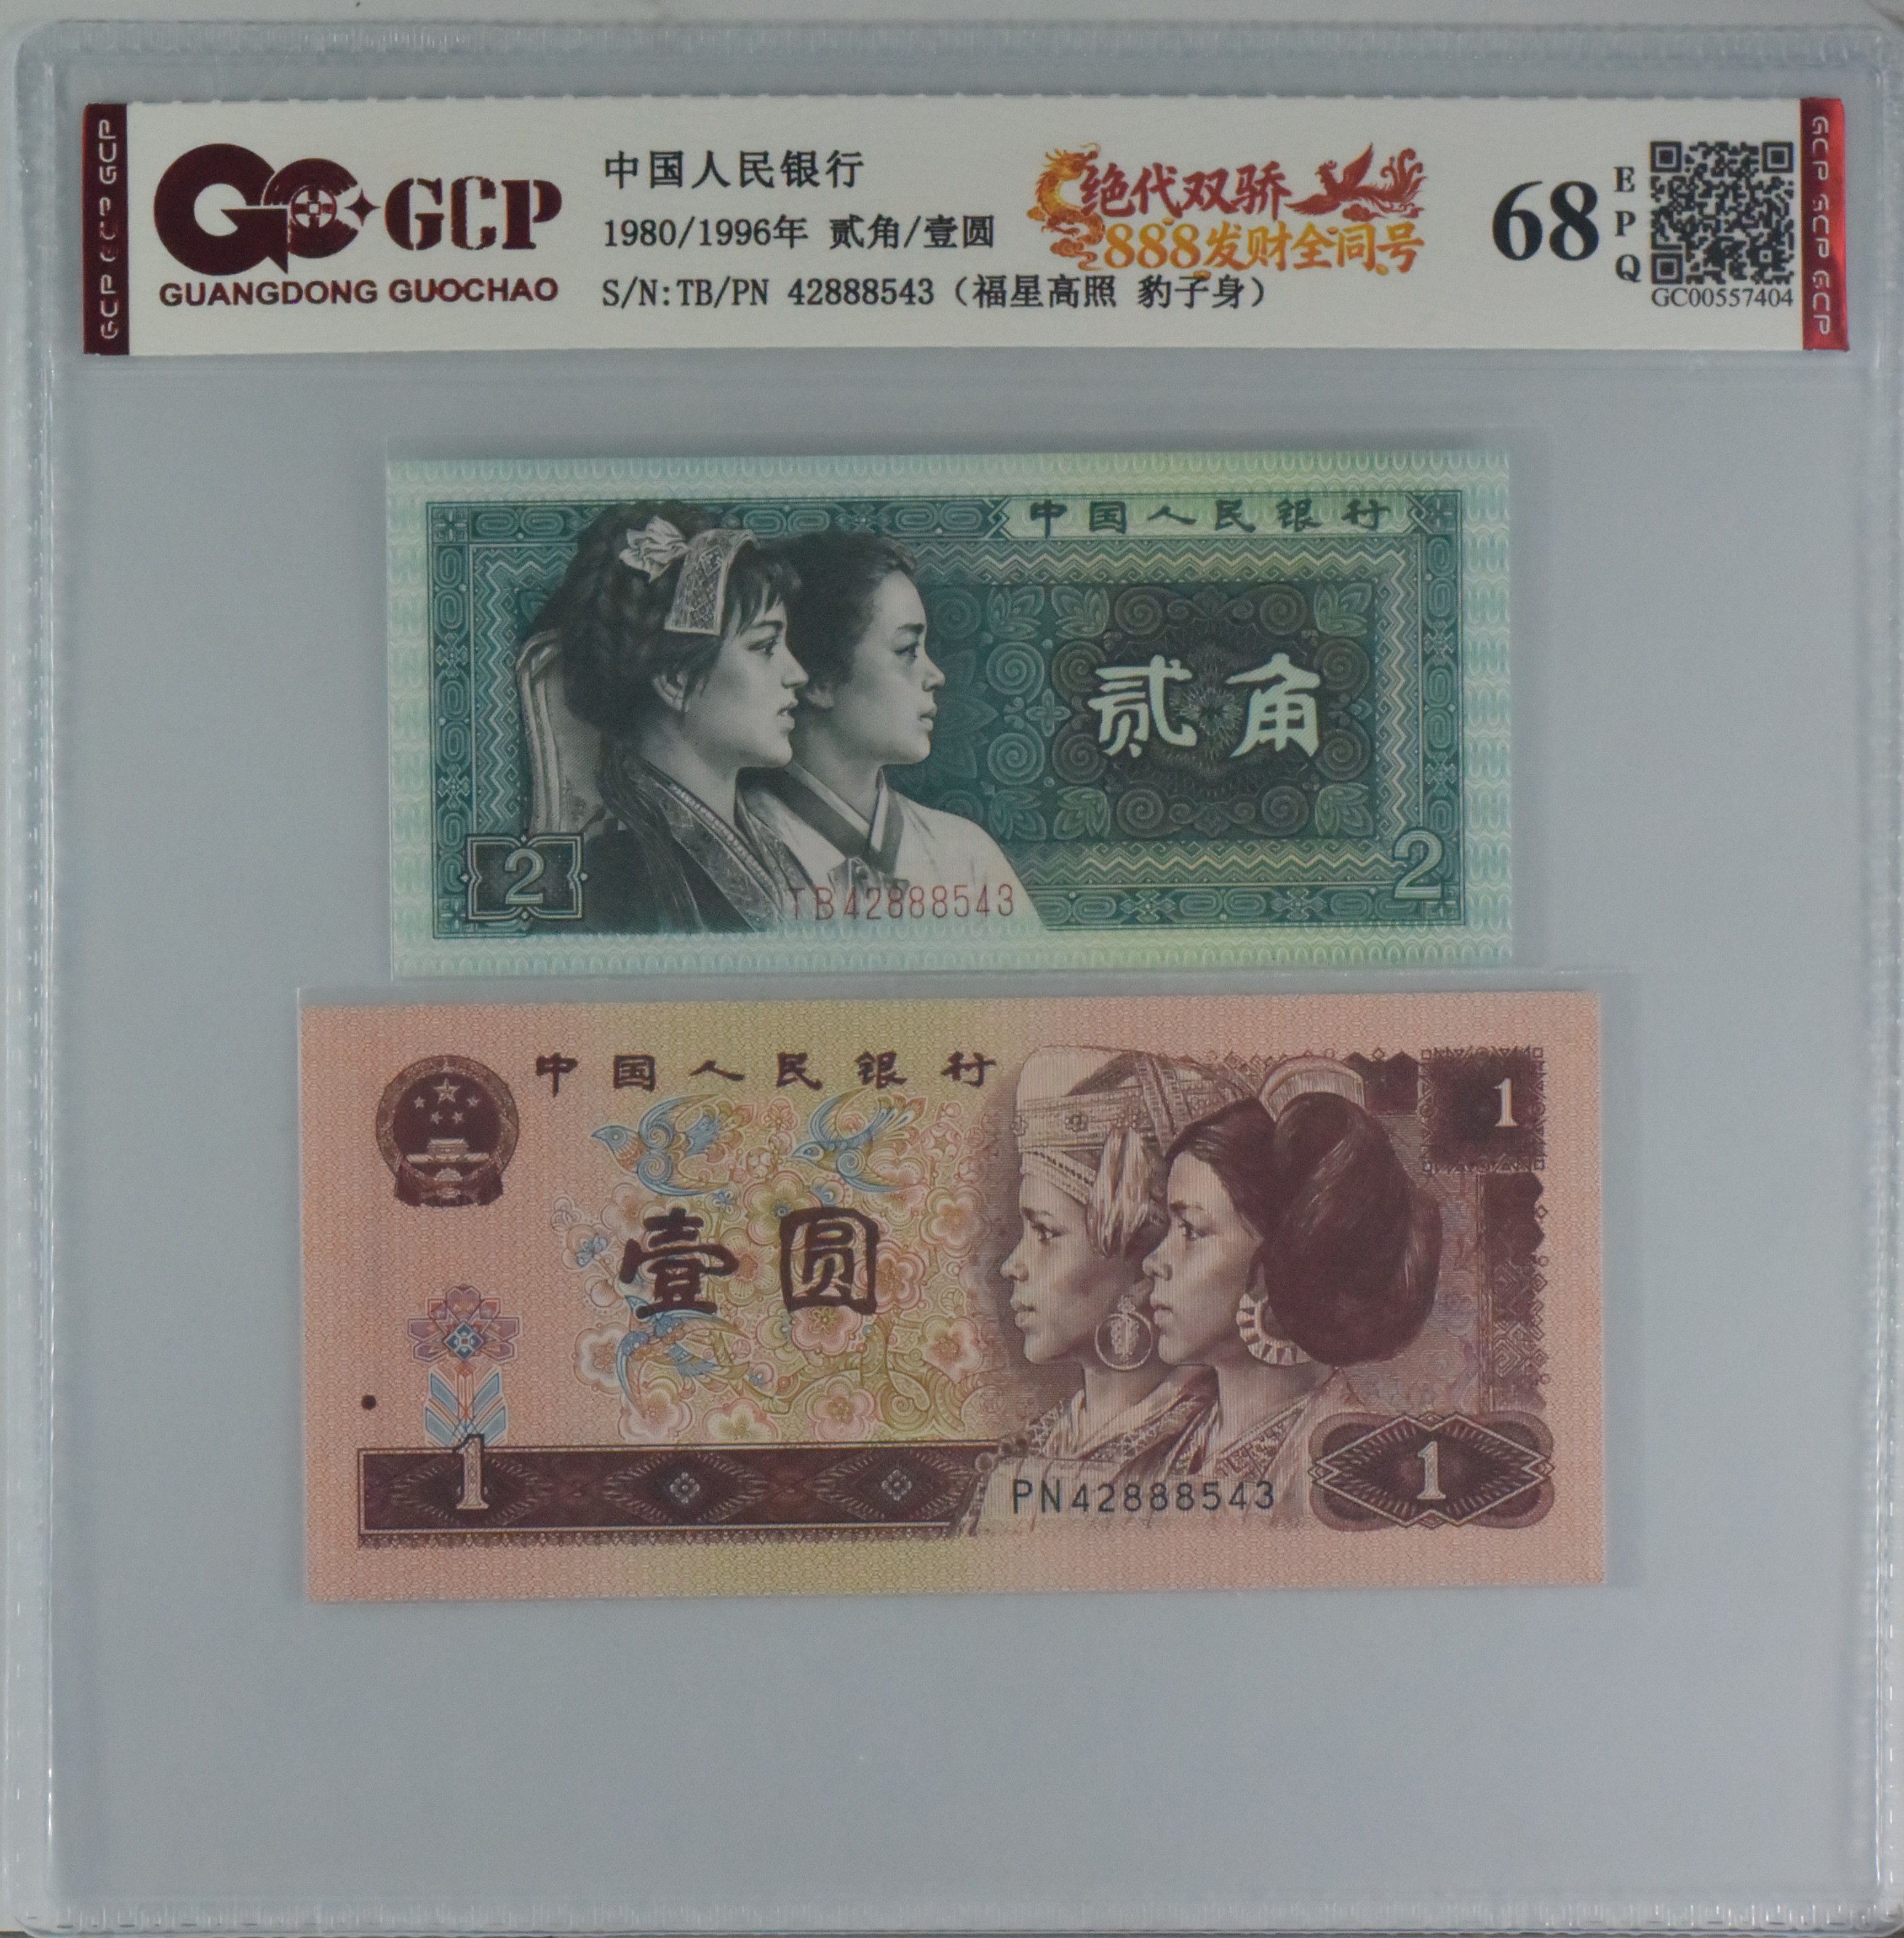 GCP GCP GCP
GCP
GUANGDONG GUOCHAO
中国人民银行
1980/1996年 贰角/壹圆
S/N:TB/PN 42888543（福星高照 豹子身）
绝代双骄
888发财全同号
68
EPQ
GC00557404
GCP GCP GCP
中国人民银行
贰角
2
2
TB42888543
中国人民银行
1
壹圆
1
PN42888543
1